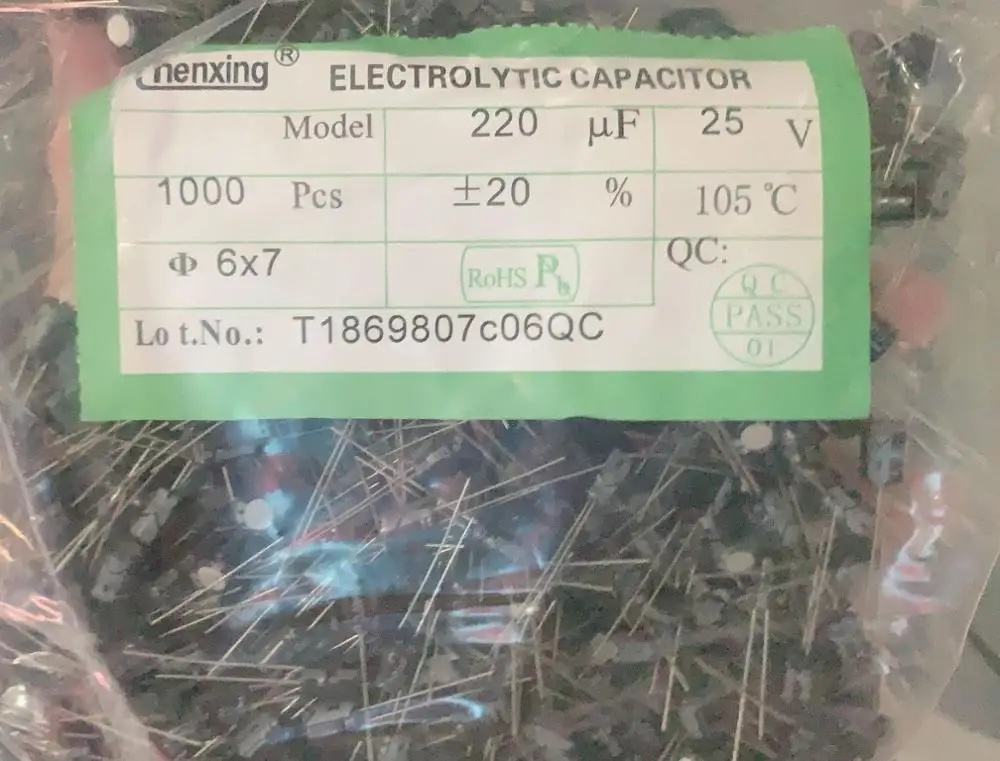 Chenxing® ELECTROLYTIC CAPACITOR
Model 220 μF 25 V
1000 Pcs ±20 % 105 ℃
Φ 6x7 RoHS Pb QC:
Lo t.No.: T1869807c06QC
QC
PASS
01